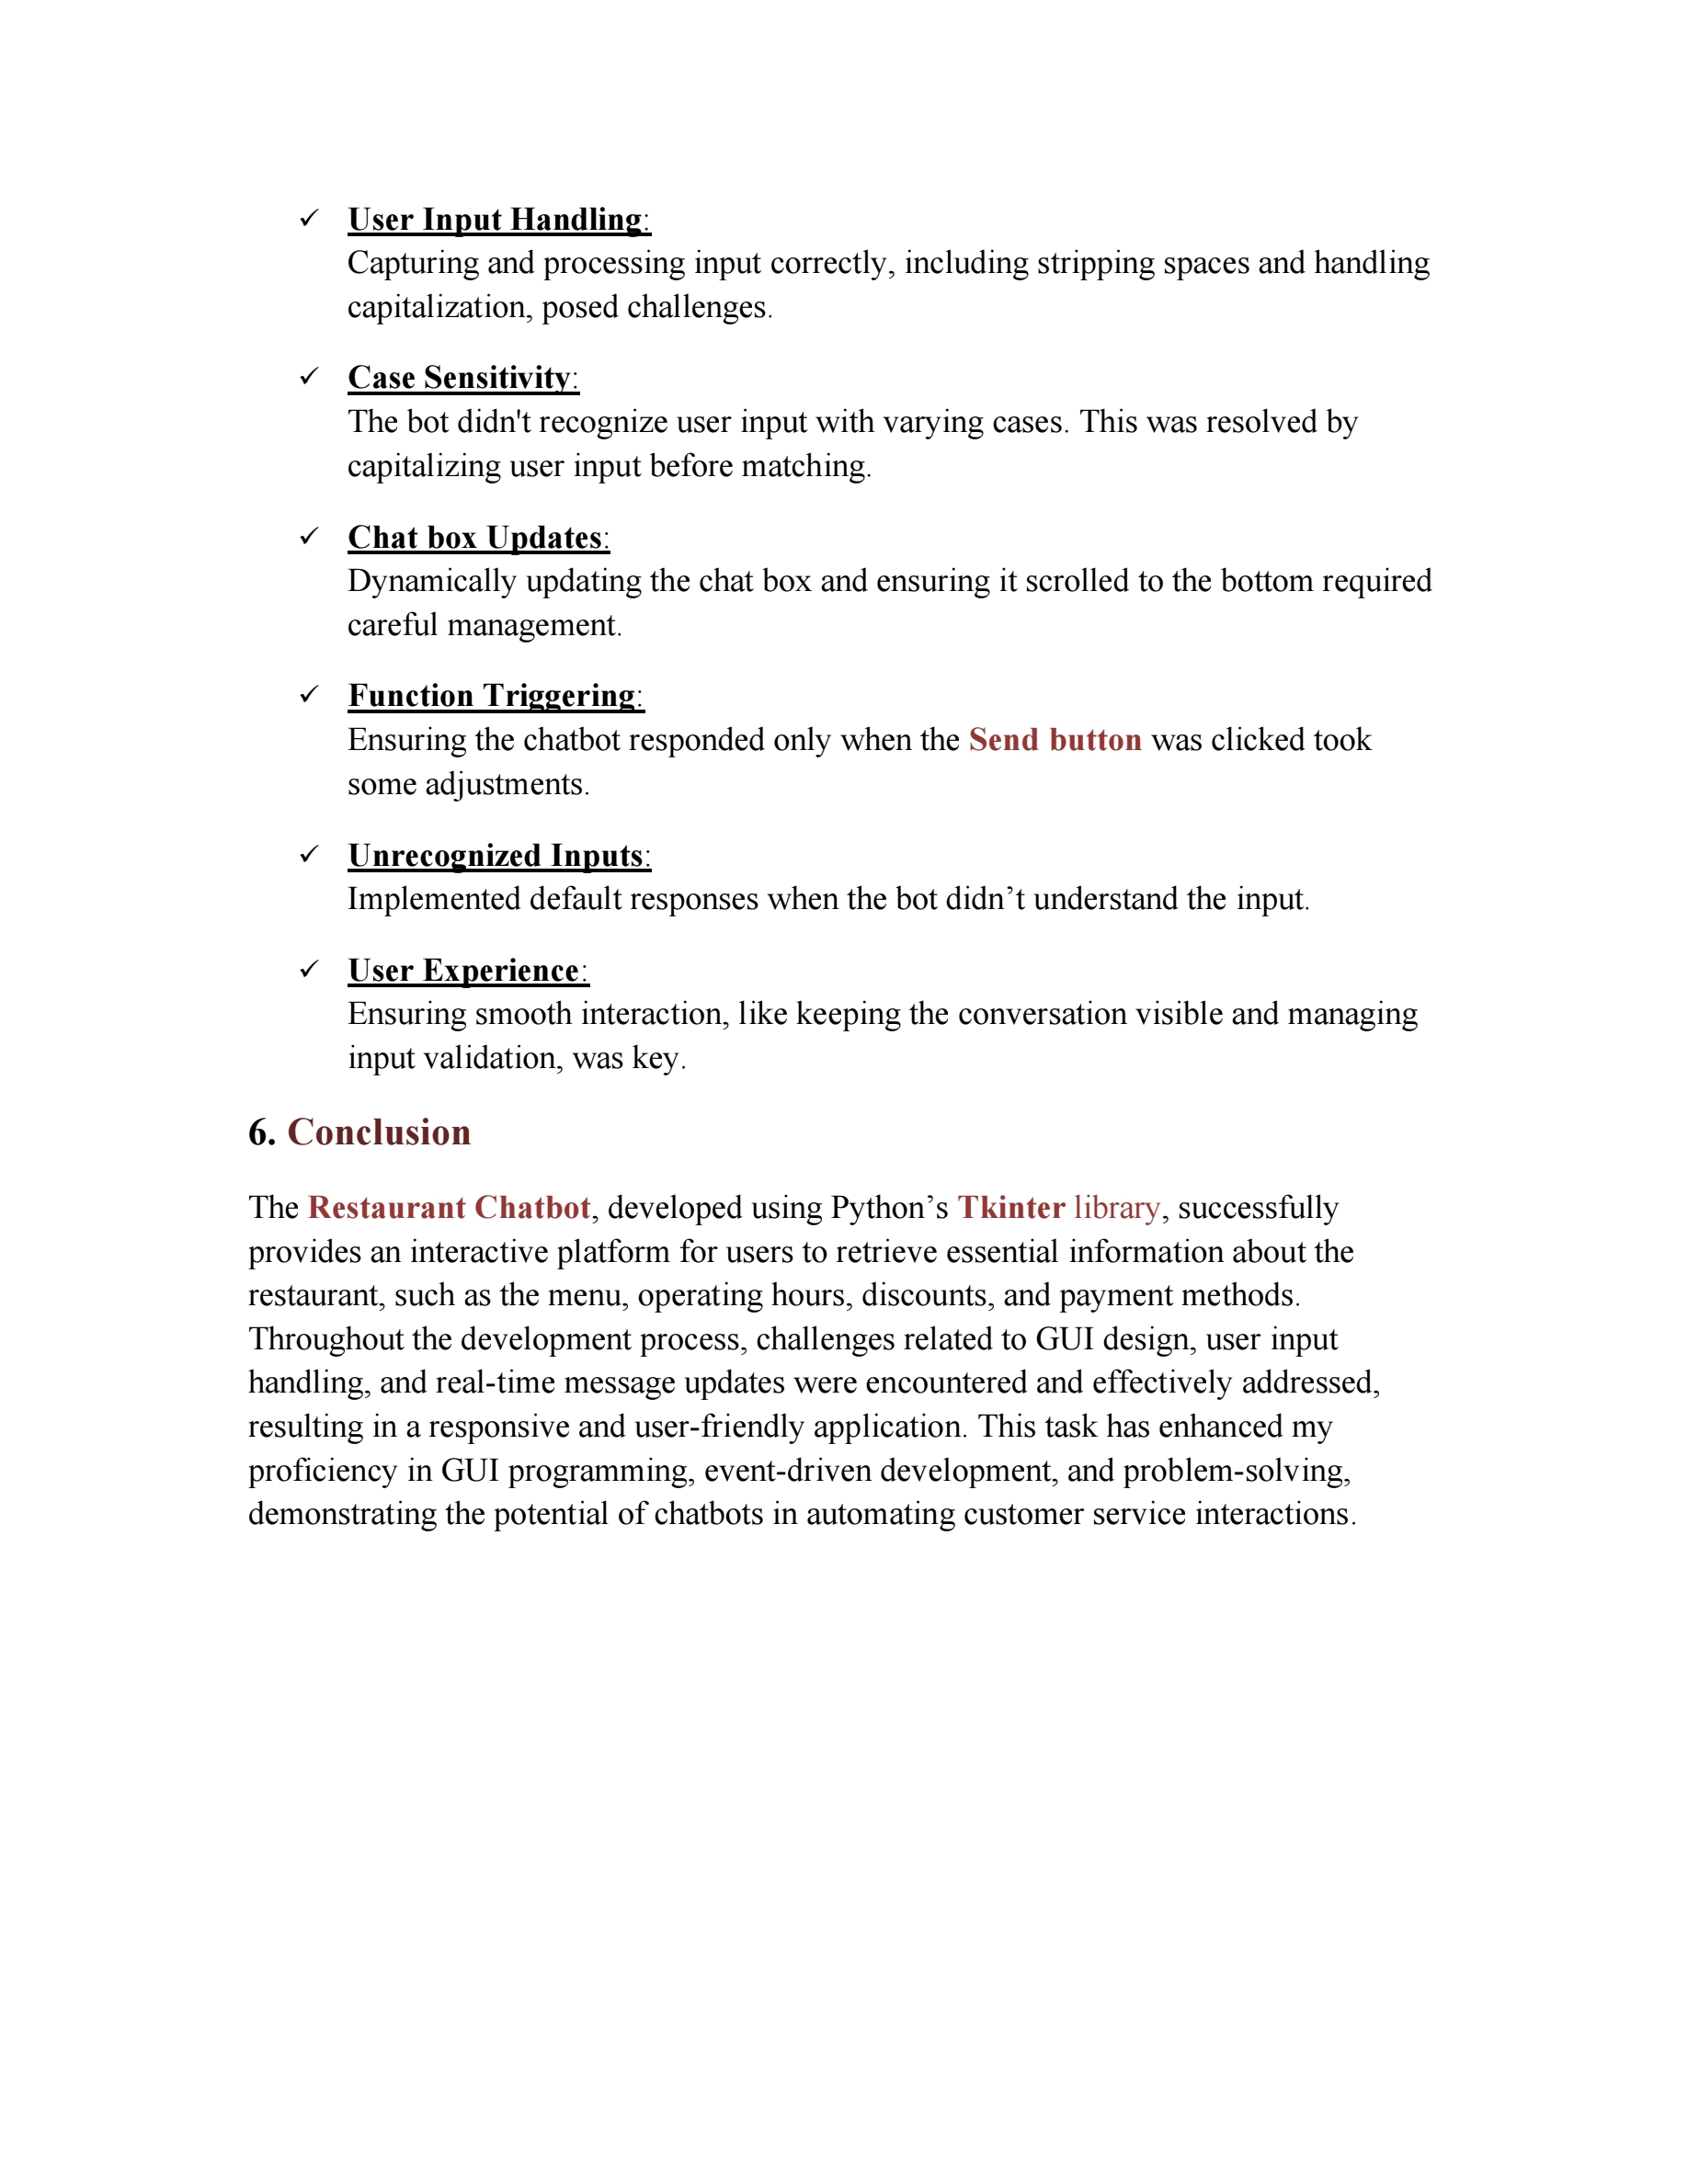 ✓ User Input Handling:
Capturing and processing input correctly, including stripping spaces and handling
capitalization, posed challenges.
✓ Case Sensitivity:
The bot didn't recognize user input with varying cases. This was resolved by
capitalizing user input before matching.
✓ Chat box Updates:
Dynamically updating the chat box and ensuring it scrolled to the bottom required
careful management.
✓ Function Triggering:
Ensuring the chatbot responded only when the Send button was clicked took
some adjustments.
✓ Unrecognized Inputs:
Implemented default responses when the bot didn’t understand the input.
✓ User Experience:
Ensuring smooth interaction, like keeping the conversation visible and managing
input validation, was key.
6. Conclusion
The Restaurant Chatbot, developed using Python’s Tkinter library, successfully
provides an interactive platform for users to retrieve essential information about the
restaurant, such as the menu, operating hours, discounts, and payment methods.
Throughout the development process, challenges related to GUI design, user input
handling, and real-time message updates were encountered and effectively addressed,
resulting in a responsive and user-friendly application. This task has enhanced my
proficiency in GUI programming, event-driven development, and problem-solving,
demonstrating the potential of chatbots in automating customer service interactions.